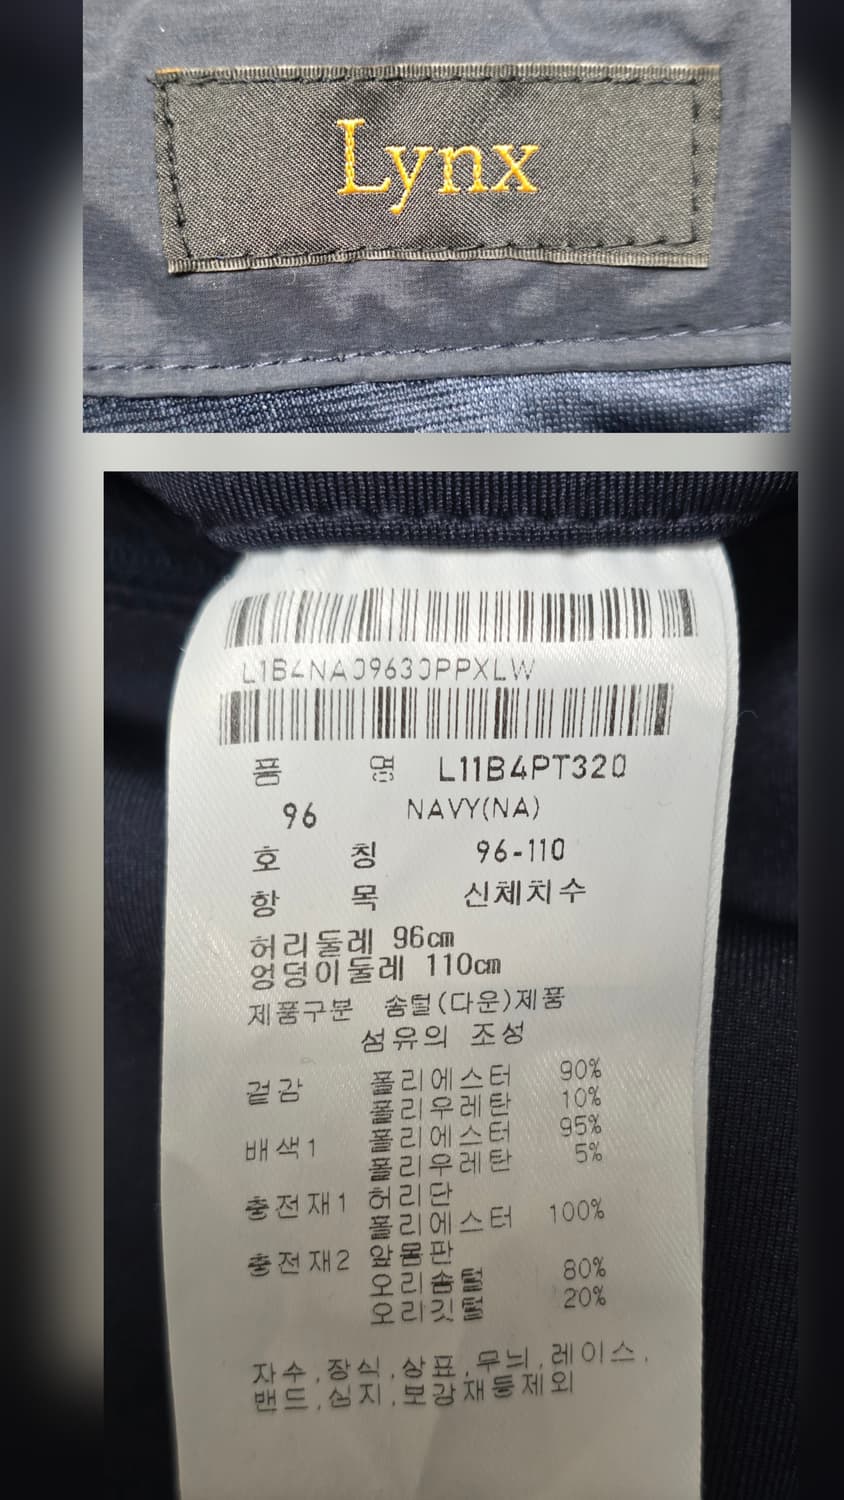 Lynx
L1B4NA09630PPXLW
품 명 L11B4PT320
96 NAVY(NA)
호 칭 96-110
항 목 신체치수
허리둘레 96cm
엉덩이둘레 110cm
제품구분 솜털(다운)제품
섬유의 조성
겉감 폴리에스터 90%
폴리우레탄 10%
배색1 폴리에스터 95%
폴리우레탄 5%
충전재1 허리단
폴리에스터 100%
충전재2 앞몸판
오리솜털 80%
오리깃털 20%
자수,장식,상표,무늬,레이스,
밴드,심지,보강재등제외